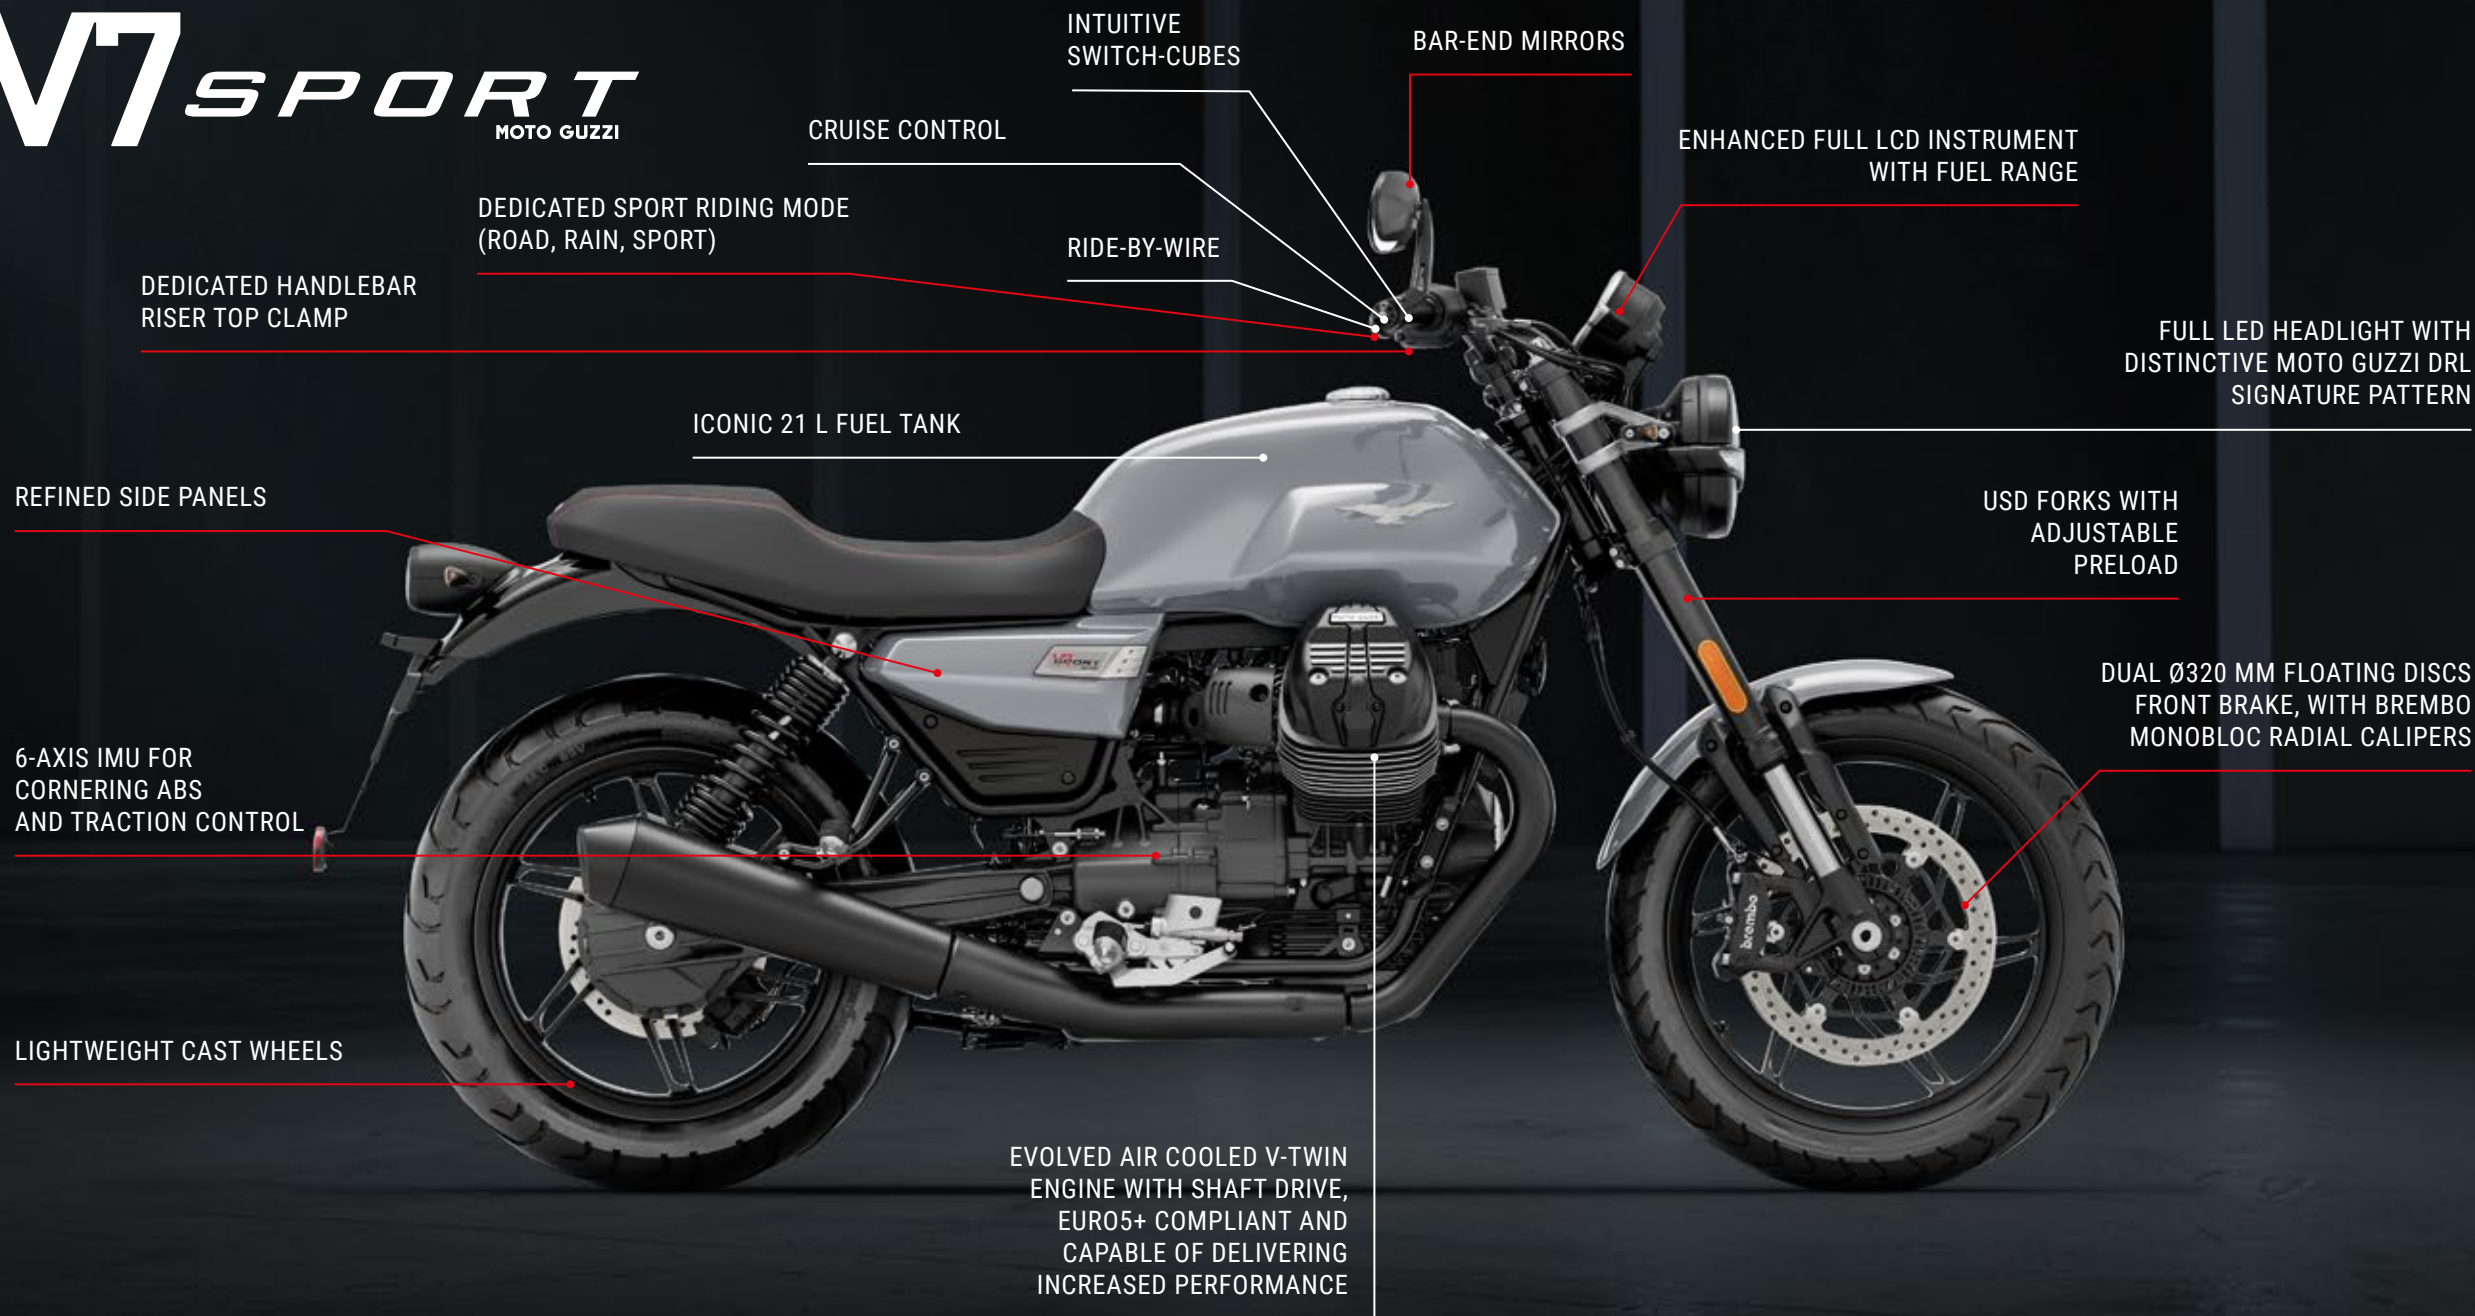 V7 SPORT
MOTO GUZZI
INTUITIVE
SWITCH-CUBES
BAR-END MIRRORS
CRUISE CONTROL
ENHANCED FULL LCD INSTRUMENT
WITH FUEL RANGE
DEDICATED SPORT RIDING MODE
(ROAD, RAIN, SPORT)
RIDE-BY-WIRE
DEDICATED HANDLEBAR
RISER TOP CLAMP
FULL LED HEADLIGHT WITH
DISTINCTIVE MOTO GUZZI DRL
SIGNATURE PATTERN
ICONIC 21 L FUEL TANK
REFINED SIDE PANELS
USD FORKS WITH
ADJUSTABLE
PRELOAD
V7
SPORT
DUAL Ø320 MM FLOATING DISCS
FRONT BRAKE, WITH BREMBO
MONOBLOC RADIAL CALIPERS
6-AXIS IMU FOR
CORNERING ABS
AND TRACTION CONTROL
brembo
LIGHTWEIGHT CAST WHEELS
EVOLVED AIR COOLED V-TWIN
ENGINE WITH SHAFT DRIVE,
EURO5+ COMPLIANT AND
CAPABLE OF DELIVERING
INCREASED PERFORMANCE